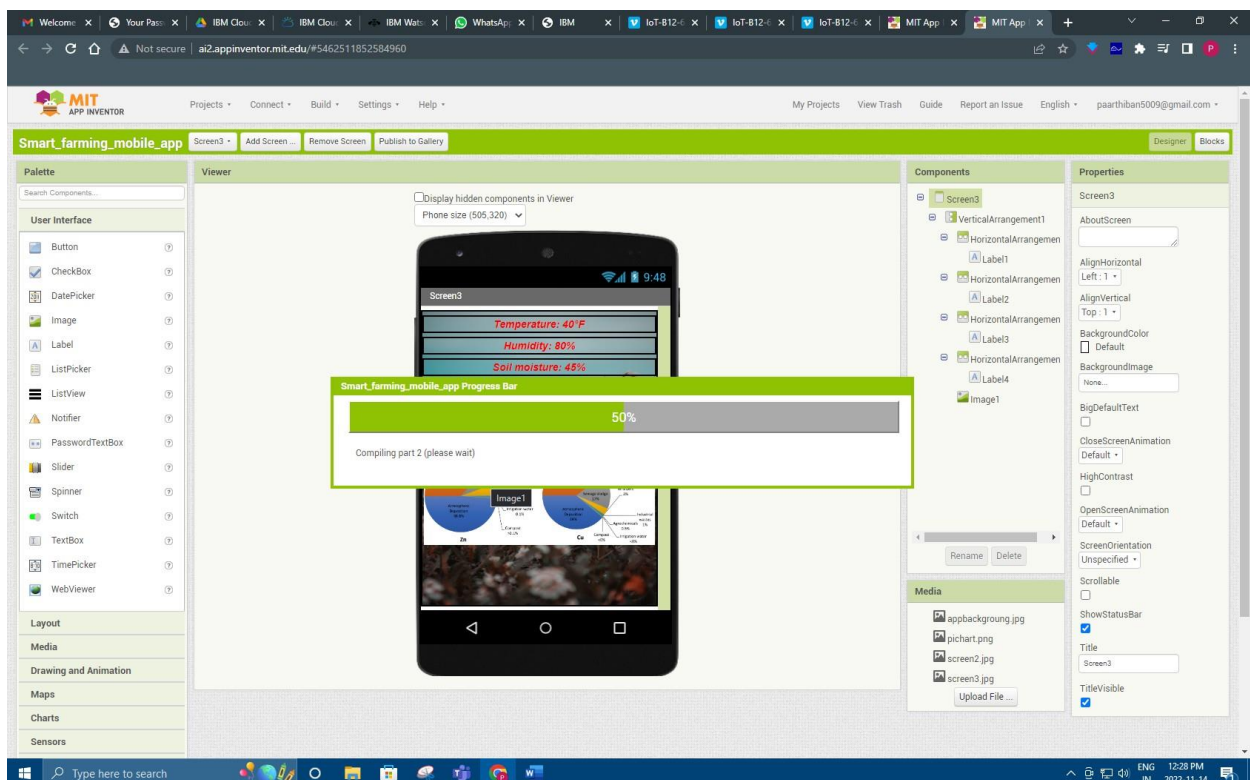 Welcome
Your Pass
IBM Clou
IBM Clou
IBM Wats
WhatsApp
IBM
IoT-B12-6
IoT-B12-6
IoT-B12-6
MIT App I
MIT App I
Not secure | ai2.appinventor.mit.edu/#5462511852584960
MIT
APP INVENTOR
Projects
Connect
Build
Settings
Help
My Projects
View Trash
Guide
Report an Issue
English
paarthiban5009@gmail.com
Smart_farming_mobile_app
Screen3
Add Screen ...
Remove Screen
Publish to Gallery
Designer
Blocks
Palette
Search Components...
User Interface
Button
CheckBox
DatePicker
Image
Label
ListPicker
ListView
Notifier
PasswordTextBox
Slider
Spinner
Switch
TextBox
TimePicker
WebViewer
Layout
Media
Drawing and Animation
Maps
Charts
Sensors
Viewer
Display hidden components in Viewer
Phone size (505,320)
9:48
Screen3
Temperature: 40°F
Humidity: 80%
Soil moisture: 45%
Smart_farming_mobile_app Progress Bar
50%
Compiling part 2 (please wait)
Image1
Zn
Cu
Components
Screen3
VerticalArrangement1
HorizontalArrangemen
Label1
HorizontalArrangemen
Label2
HorizontalArrangemen
Label3
HorizontalArrangemen
Label4
Image1
Rename
Delete
Media
appbackgroung.jpg
pichart.png
screen2.jpg
screen3.jpg
Upload File ...
Properties
Screen3
AboutScreen
AlignHorizontal
Left : 1
AlignVertical
Top : 1
BackgroundColor
Default
BackgroundImage
None...
BigDefaultText
CloseScreenAnimation
Default
HighContrast
OpenScreenAnimation
Default
ScreenOrientation
Unspecified
Scrollable
ShowStatusBar
Title
Screen3
TitleVisible
Type here to search
ENG
IN
12:28 PM
2022-11-14